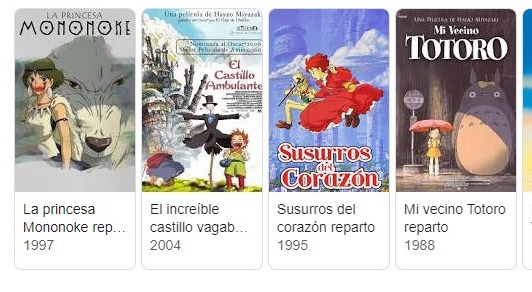 LA PRINCESA
MONONOKE
La princesa
Mononoke rep...
1997
Una película de Hayao Miyazaki
Nominada al Oscar 2006
Mejor Película de Animación
El
Castillo
Ambulante
El increíble
castillo vagab...
2004
Susurros
del
Corazón
Susurros del
corazón reparto
1995
UNA PELÍCULA DE HAYAO MIYAZAKI
Mi Vecino
TOTORO
Mi vecino Totoro
reparto
1988